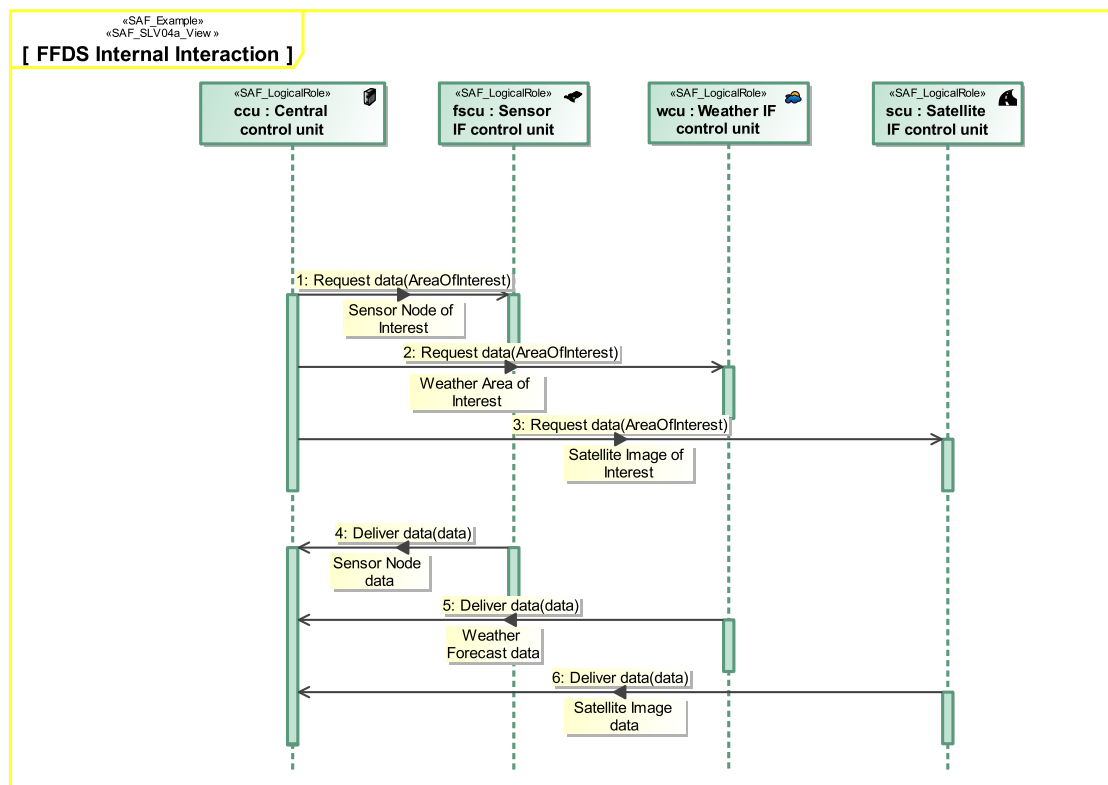 «SAF_Example»
«SAF_SLV04a_View »
[ FFDS Internal Interaction ]
«SAF_LogicalRole»
ccu : Central
control unit
«SAF_LogicalRole»
fscu : Sensor
IF control unit
«SAF_LogicalRole»
wcu : Weather IF
control unit
«SAF_LogicalRole»
scu : Satellite
IF control unit
1: Request data(AreaOfInterest)
Sensor Node of
Interest
2: Request data(AreaOfInterest)
Weather Area of
Interest
3: Request data(AreaOfInterest)
Satellite Image of
Interest
4: Deliver data(data)
Sensor Node
data
5: Deliver data(data)
Weather
Forecast data
6: Deliver data(data)
Satellite Image
data